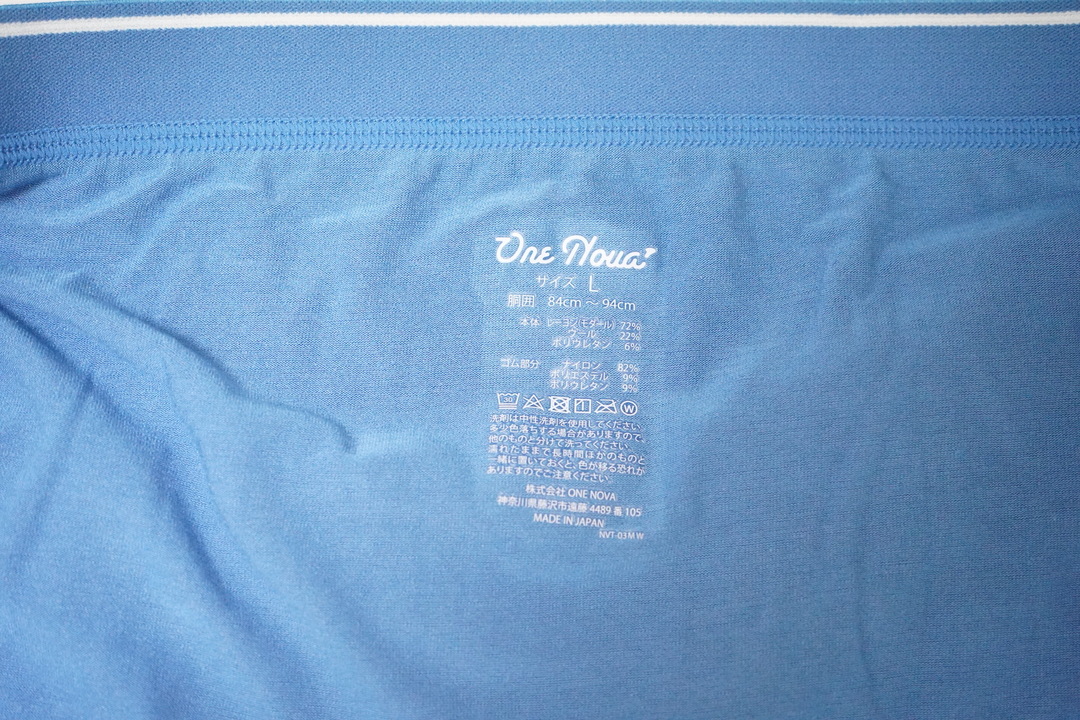 One Nova
サイズ L
胴囲 84cm ～ 94cm
本体 レーヨン(モダール) 72%
ウール 22%
ポリウレタン 6%
ゴム部分 ナイロン 82%
ポリエステル 9%
ポリウレタン 9%
30 W
洗剤は中性洗剤を使用してください。
多少色落ちする場合がありますので、
他のものと分けて洗ってください。
濡れたままで長時間ほかのものと
一緒に置いておくと、色が移る恐れが
ありますのでご注意ください。
株式会社 ONE NOVA
神奈川県藤沢市遠藤 4489 番 105
MADE IN JAPAN
NVT-03M W